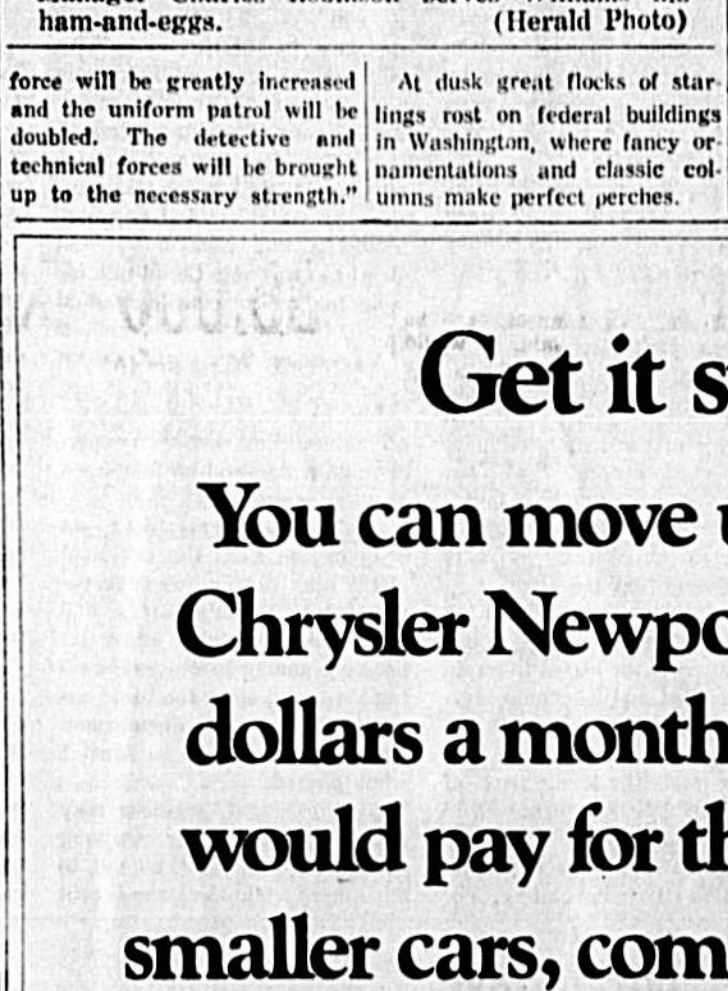 ham-and-eggs. (Herald Photo)
force will be greatly increased
and the uniform patrol will be
doubled. The detective and
technical forces will be brought
up to the necessary strength."
At dusk great flocks of star-
lings rost on federal buildings
in Washington, where fancy or-
namentations and classic col-
umns make perfect perches.
Get it s
You can move u
Chrysler Newpo
dollars a month
would pay for th
smaller cars, com